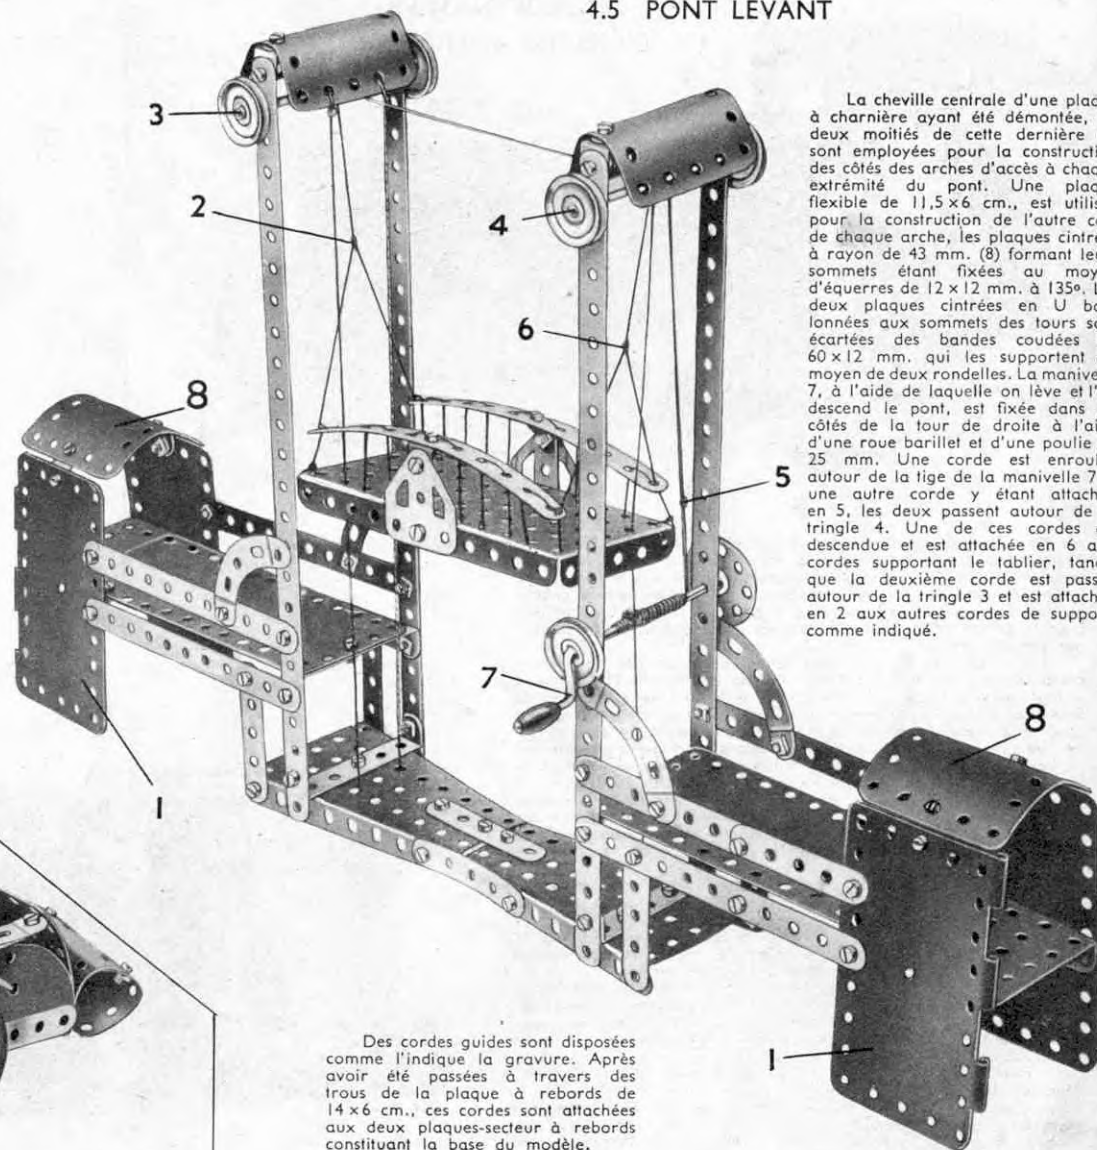 4.5 PONT LEVANT
La cheville centrale d'une plac
à charnière ayant été démontée,
deux moitiés de cette dernière
sont employées pour la constructi
des côtés des arches d'accès à chaq
extrémité du pont. Une plaq
flexible de 11,5×6 cm., est utilis
pour la construction de l'autre c
de chaque arche, les plaques cintre
à rayon de 43 mm. (8) formant leu
sommets étant fixées au moy
d'équerres de 12×12 mm. à 135º. L
deux plaques cintrées en U bo
lonnées aux sommets des tours so
écartées des bandes coudées
60×12 mm. qui les supportent
moyen de deux rondelles. La manive
7, à l'aide de laquelle on lève et l'
descend le pont, est fixée dans
côtés de la tour de droite à l'ai
d'une roue barillet et d'une poulie
25 mm. Une corde est enroul
autour de la tige de la manivelle 7
une autre corde y étant attach
en 5, les deux passent autour de
tringle 4. Une de ces cordes
descendue et est attachée en 6 a
cordes supportant le tablier, tand
que la deuxième corde est pass
autour de la tringle 3 et est attach
en 2 aux autres cordes de suppo
comme indiqué.
3
4
2
6
8
5
7
8
1
1
Des cordes guides sont disposées
comme l'indique la gravure. Après
avoir été passées à travers des
trous de la plaque à rebords de
14×6 cm., ces cordes sont attachées
aux deux plaques-secteur à rebords
constituant la base du modèle.